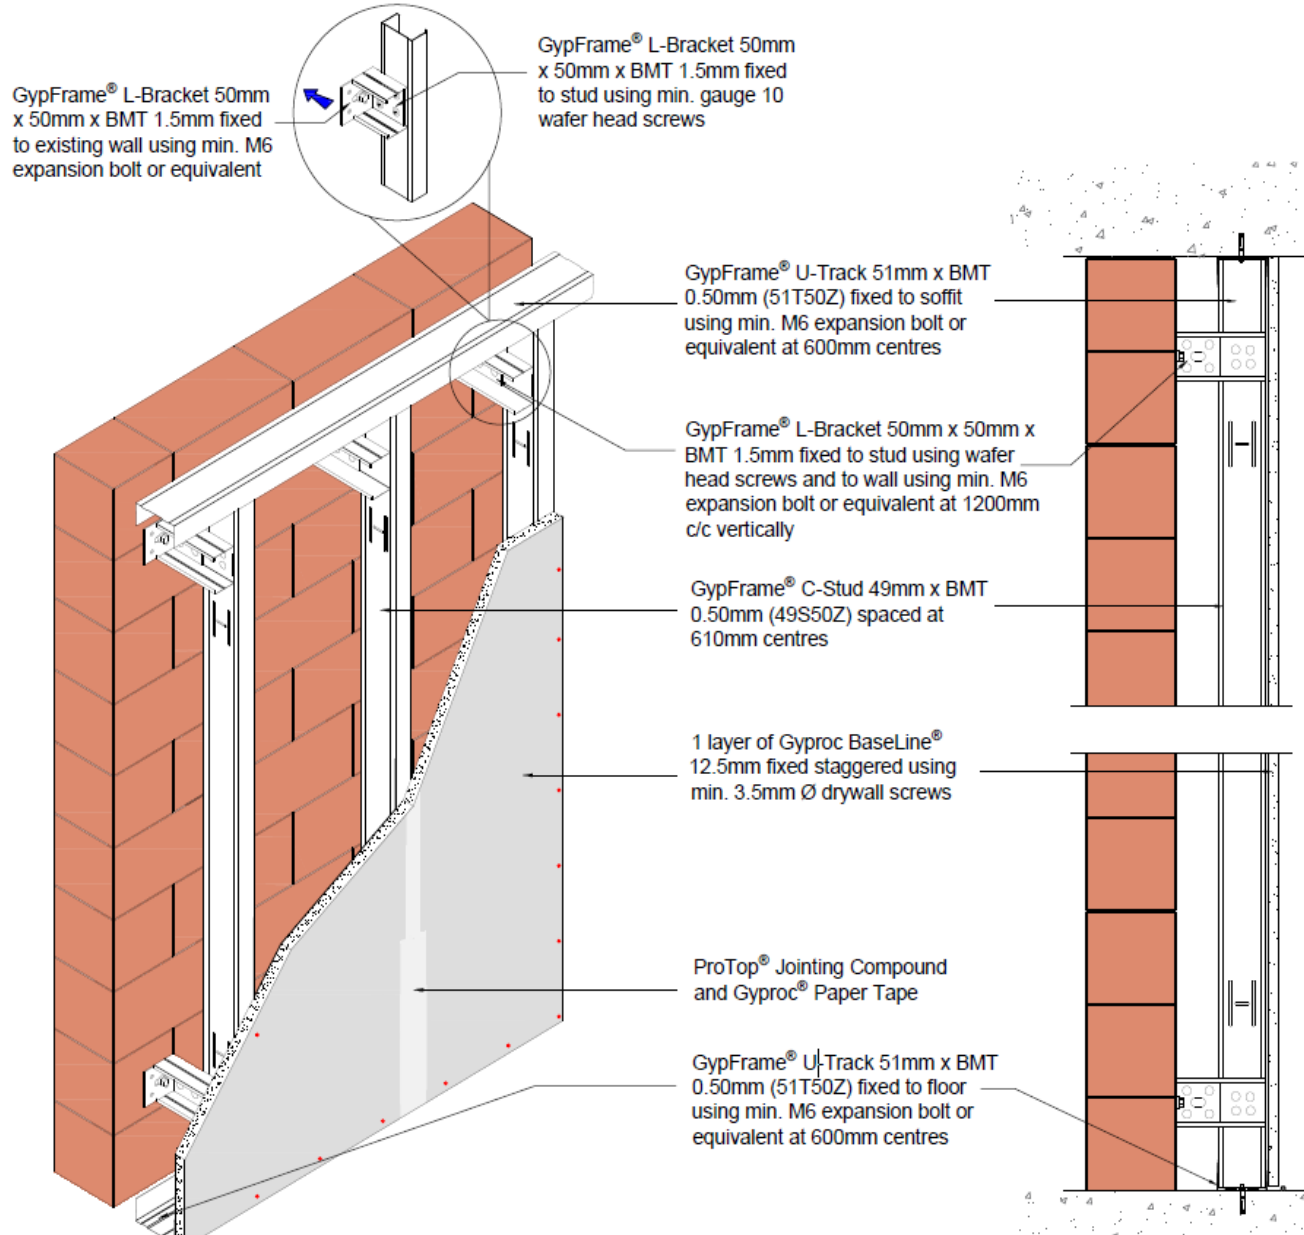 GypFrame® L-Bracket 50mm
x 50mm x BMT 1.5mm fixed
to existing wall using min. M6
expansion bolt or equivalent
GypFrame® L-Bracket 50mm
x 50mm x BMT 1.5mm fixed
to stud using min. gauge 10
wafer head screws
GypFrame® U-Track 51mm x BMT
0.50mm (51T50Z) fixed to soffit
using min. M6 expansion bolt or
equivalent at 600mm centres
GypFrame® L-Bracket 50mm x 50mm x
BMT 1.5mm fixed to stud using wafer
head screws and to wall using min. M6
expansion bolt or equivalent at 1200mm
c/c vertically
GypFrame® C-Stud 49mm x BMT
0.50mm (49S50Z) spaced at
610mm centres
1 layer of Gyproc BaseLine®
12.5mm fixed staggered using
min. 3.5mm Ø drywall screws
ProTop® Jointing Compound
and Gyproc® Paper Tape
GypFrame® U-Track 51mm x BMT
0.50mm (51T50Z) fixed to floor
using min. M6 expansion bolt or
equivalent at 600mm centres